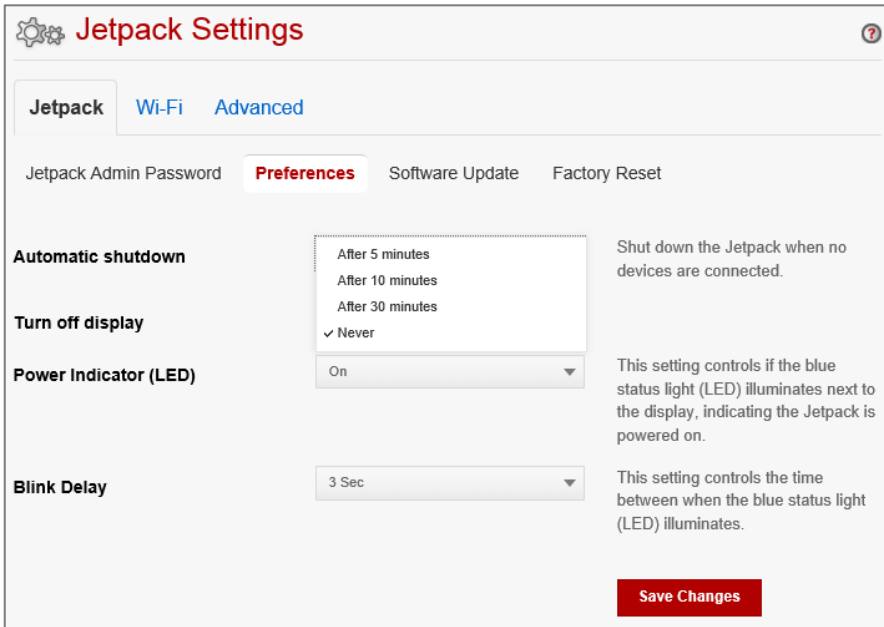 Jetpack Settings
?
Jetpack Wi-Fi Advanced
Jetpack Admin Password Preferences Software Update Factory Reset
Automatic shutdown
After 5 minutes
After 10 minutes
After 30 minutes
Never
Shut down the Jetpack when no
devices are connected.
Turn off display
Power Indicator (LED)
On
This setting controls if the blue
status light (LED) illuminates next to
the display, indicating the Jetpack is
powered on.
Blink Delay
3 Sec
This setting controls the time
between when the blue status light
(LED) illuminates.
Save Changes